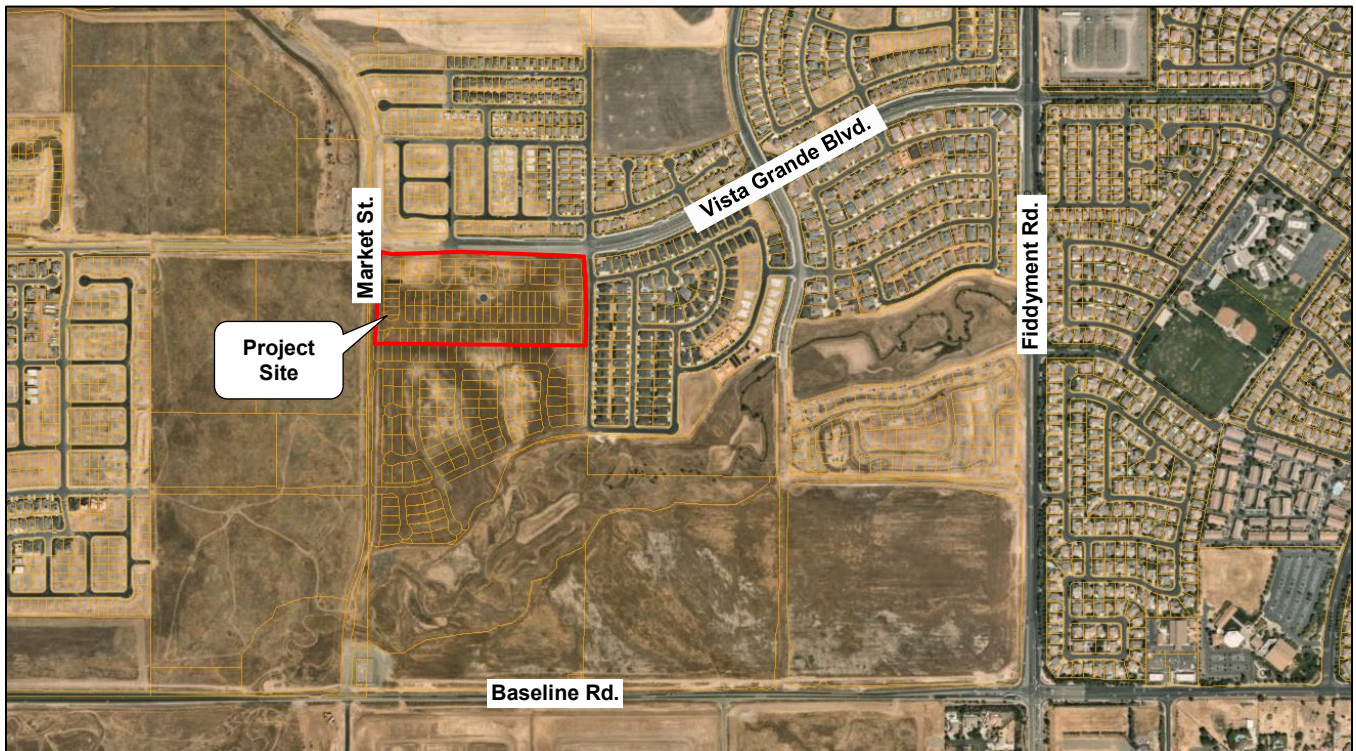 Vista Grande Blvd.
Market St.
Fiddyment Rd.
Project
Site
Baseline Rd.